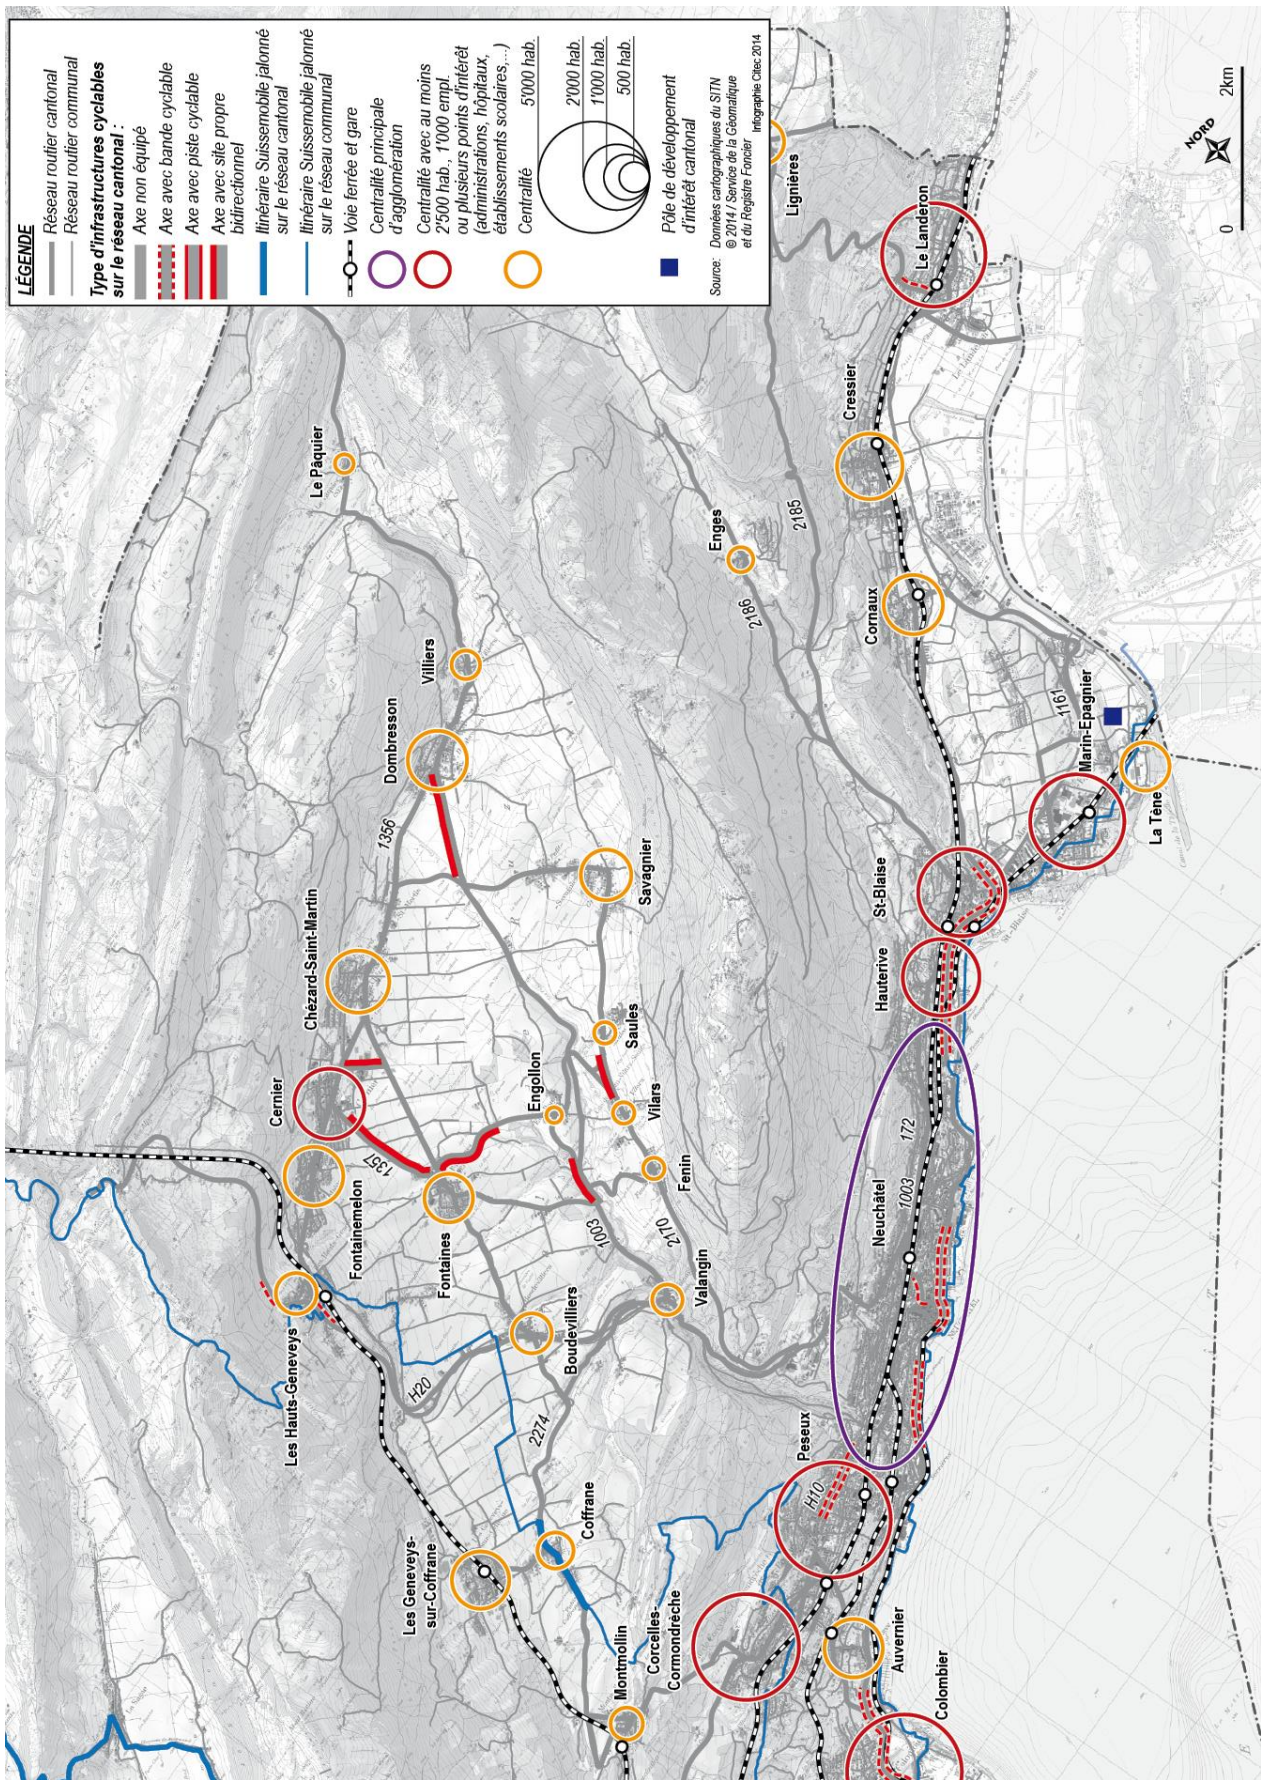 LÉGENDE
Réseau routier cantonal
Réseau routier communal
Type d'infrastructures cyclables
sur le réseau cantonal :
Axe non équipé
Axe avec bande cyclable
Axe avec piste cyclable
Axe avec site propre
bidirectionnel
Itinéraire Suissemobile jalonné
sur le réseau cantonal
Itinéraire Suissemobile jalonné
sur le réseau communal
Voie ferrée et gare
Centralité principale
d'agglomération
Centralité avec au moins
2'500 hab., 1'000 empl.
ou plusieurs points d'intérêt
(administrations, hôpitaux,
établissements scolaires,...)
Centralité
5'000 hab.
2'000 hab.
1'000 hab.
500 hab.
Pôle de développement
d'intérêt cantonal
Source: Données cartographiques du SITN
© 2014 / Service de la Géomatique
et du Registre Foncier
Infographie Citec 2014
Lignières
Le Landeron
NORD
0
2km
Le Pâquier
Cressier
Enges
2185
2186
Cornaux
Villiers
Dombresson
1356
1161
Marin-Epagnier
La Tène
Savagnier
St-Blaise
Chézard-Saint-Martin
Hauterive
Saules
Cernier
Engollon
Vilars
1357
Fontainemelon
Fenin
172
1003
Neuchâtel
Fontaines
1003
2170
Valangin
Les Hauts-Geneveys
Boudevilliers
H20
2274
Peseux
H10
Coffrane
Les Geneveys-
sur-Coffrane
Corcelles-
Cormondrèche
Montmollin
Auvernier
Colombier